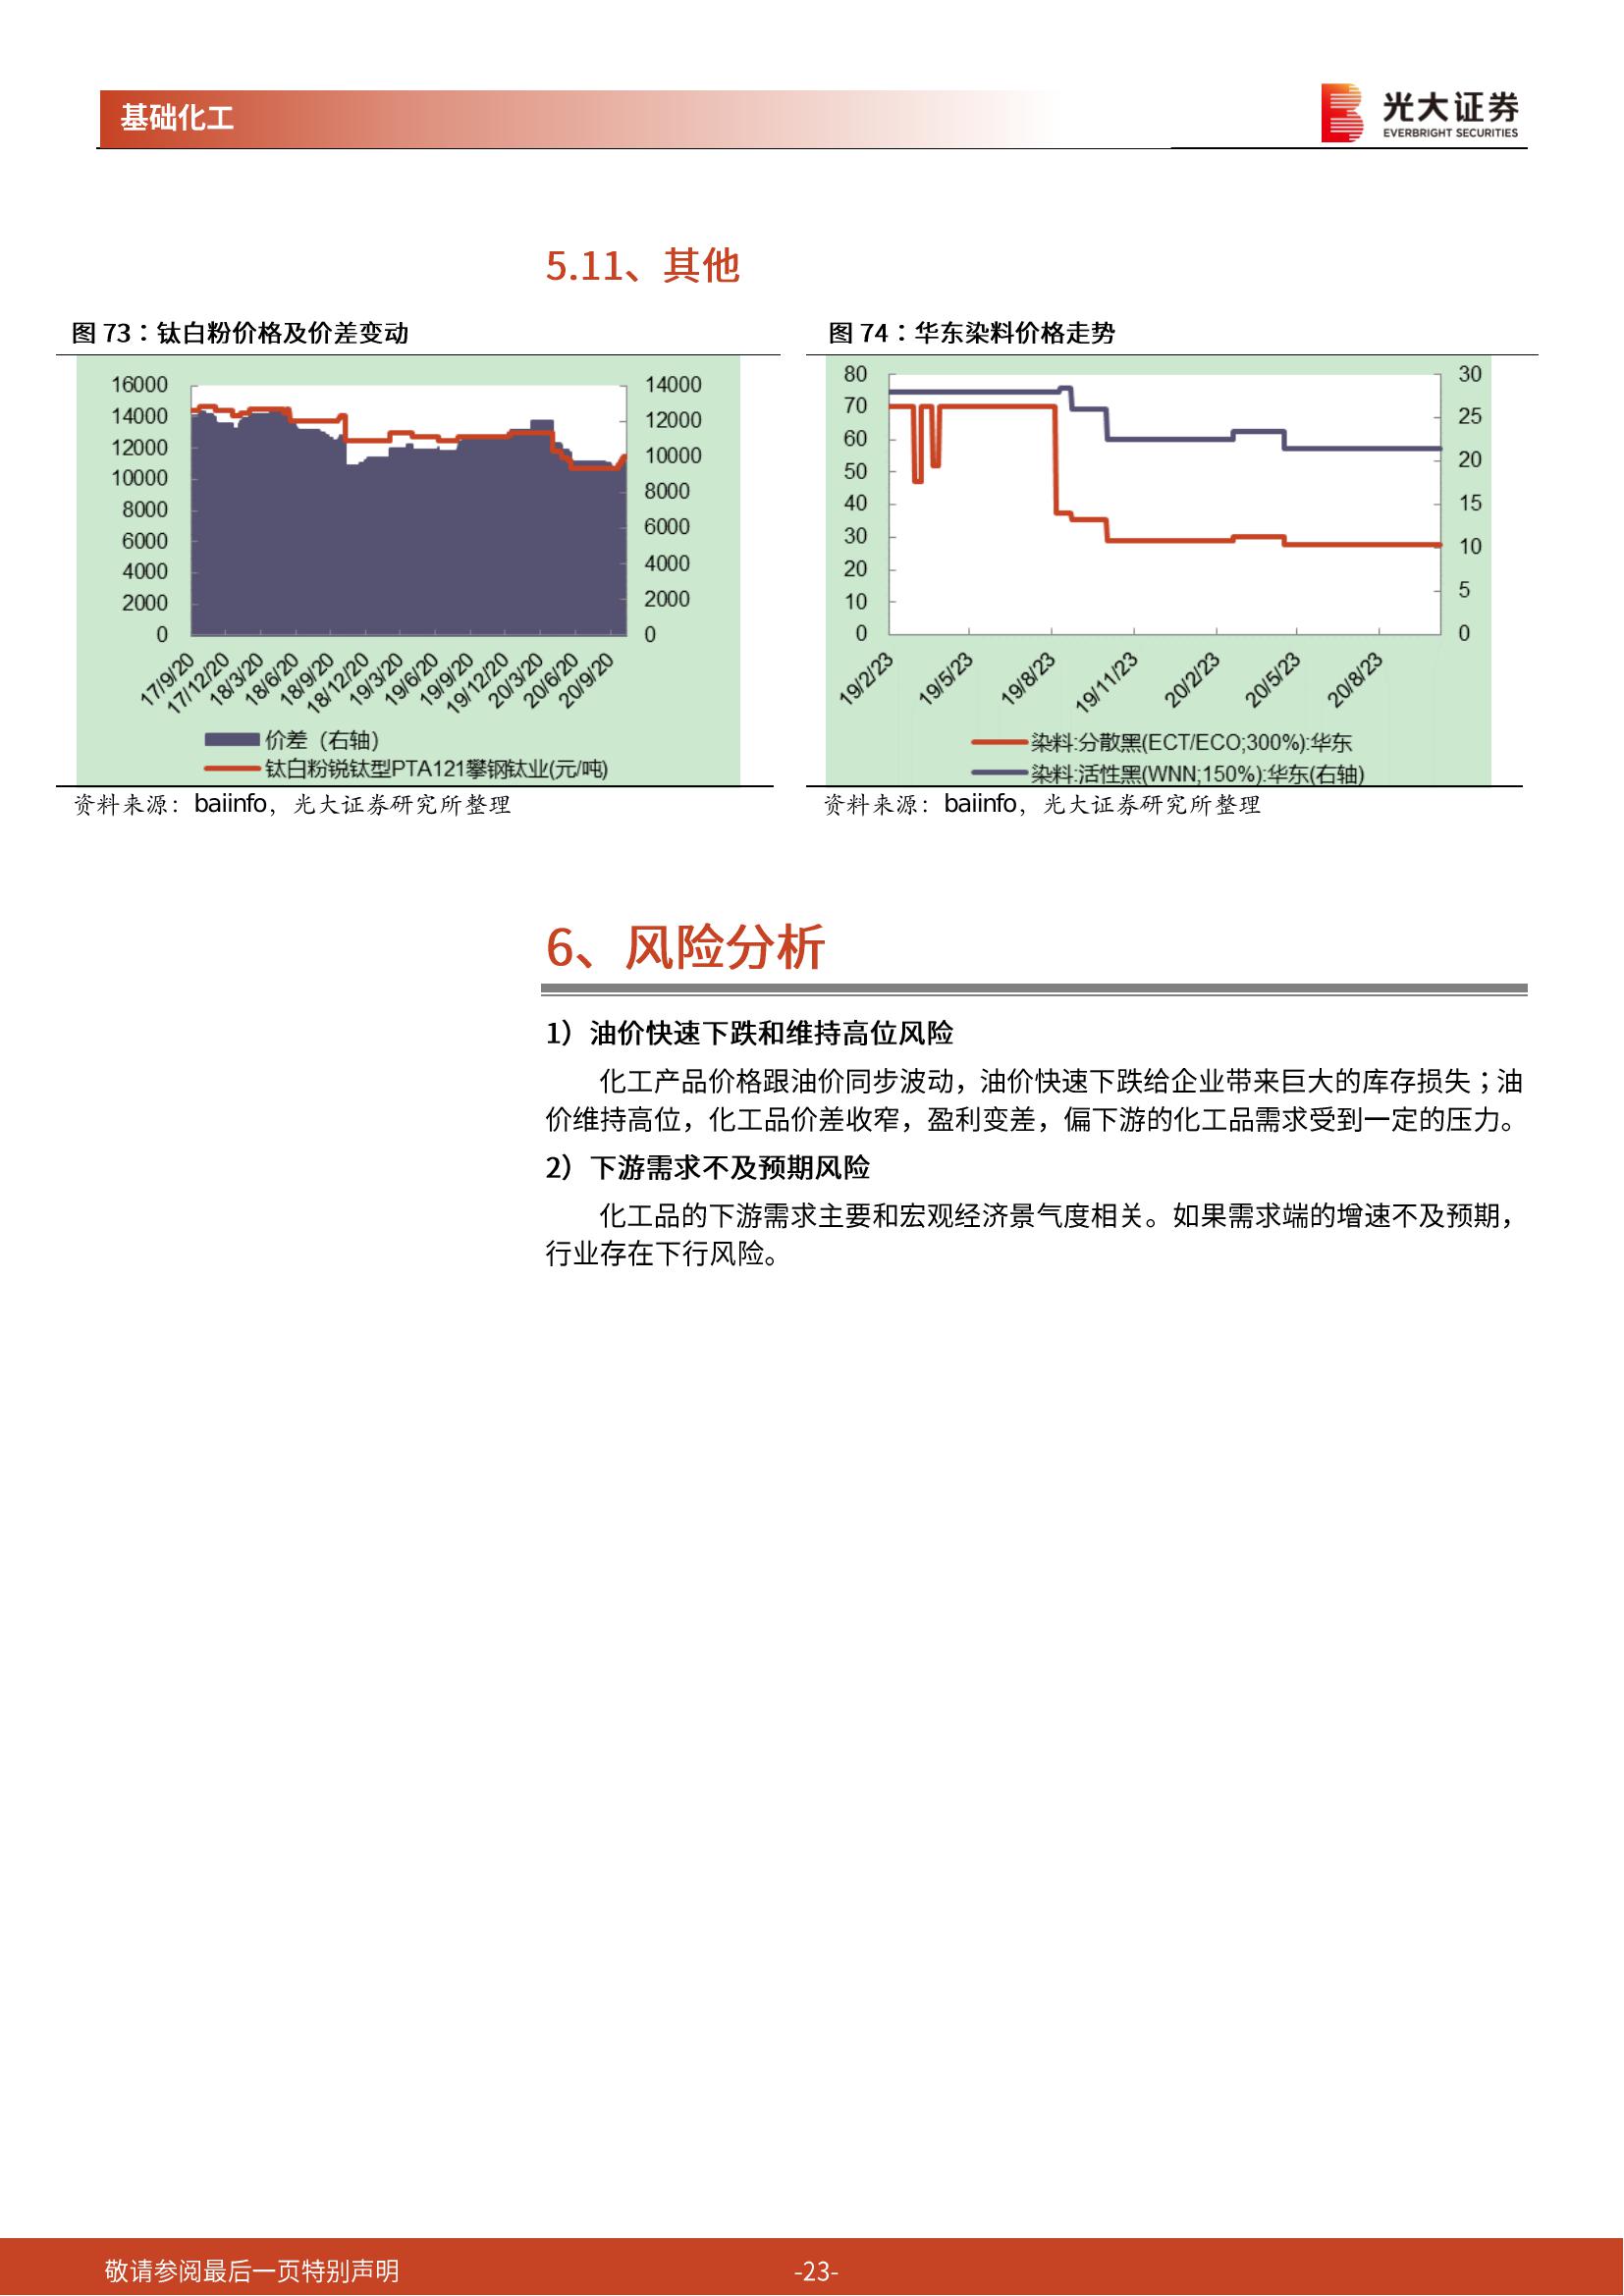 基础化工
光大证券
EVERBRIGHT SECURITIES
5.11、其他
图 73：钛白粉价格及价差变动
16000
14000
12000
10000
8000
6000
4000
2000
0
14000
12000
10000
8000
6000
4000
2000
0
17/9/20
17/12/20
18/3/20
18/6/20
18/9/20
18/12/20
19/3/20
19/6/20
19/9/20
19/12/20
20/3/20
20/6/20
20/9/20
价差（右轴）
钛白粉锐钛型PTA121攀钢钛业(元/吨)
资料来源：baiinfo，光大证券研究所整理
图 74：华东染料价格走势
80
70
60
50
40
30
20
10
0
30
25
20
15
10
5
0
19/2/23
19/5/23
19/8/23
19/11/23
20/2/23
20/5/23
20/8/23
染料:分散黑(ECT/ECO;300%):华东
染料:活性黑(WNN;150%):华东(右轴)
资料来源：baiinfo，光大证券研究所整理
6、风险分析
1）油价快速下跌和维持高位风险
化工产品价格跟油价同步波动，油价快速下跌给企业带来巨大的库存损失；油
价维持高位，化工品价差收窄，盈利变差，偏下游的化工品需求受到一定的压力。
2）下游需求不及预期风险
化工品的下游需求主要和宏观经济景气度相关。如果需求端的增速不及预期，
行业存在下行风险。
敬请参阅最后一页特别声明
-23-